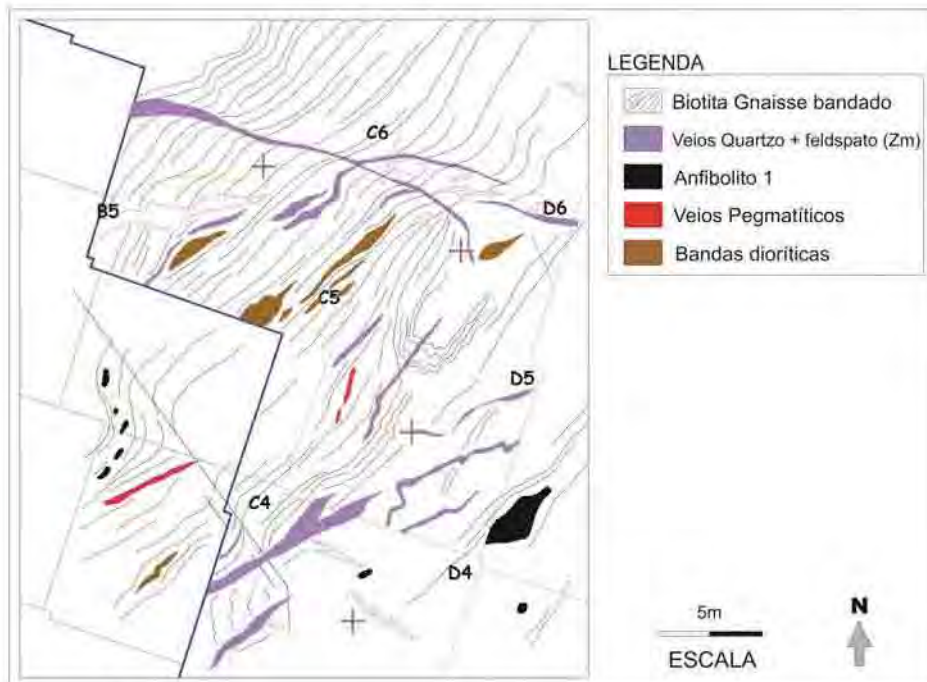 C6
B5
D6
C5
D5
C4
D4
LEGENDA
Biotita Gnaisse bandado
Veios Quartzo + feldspato (Zm)
Anfibolito 1
Veios Pegmatíticos
Bandas dioríticas
5m
ESCALA
N